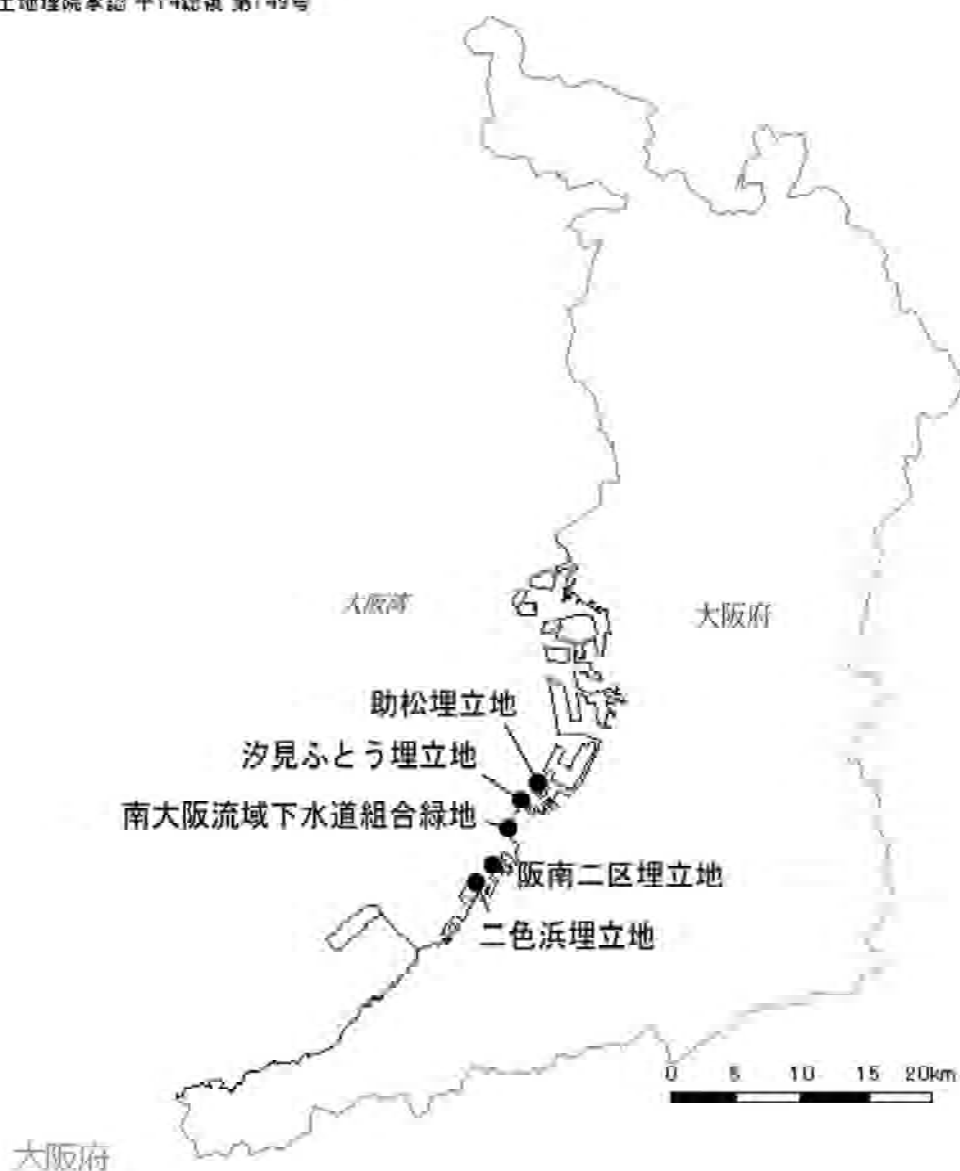 大阪湾
大阪府
助松埋立地
汐見ふとう埋立地
南大阪流域下水道組合緑地
阪南二区埋立地
二色浜埋立地
0 5 10 15 20km
大阪府